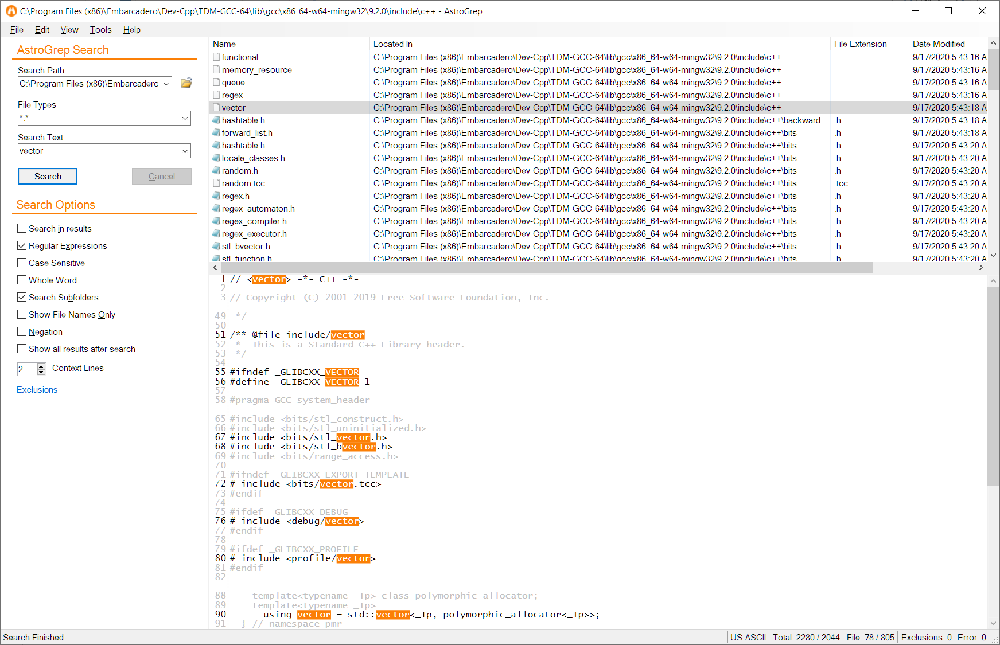 C:\Program Files (x86)\Embarcadero\Dev-Cpp\TDM-GCC-64\lib\gcc\x86_64-w64-mingw32\9.2.0\include\c++ - AstroGrep
File Edit View Tools Help
AstroGrep Search
Search Path
C:\Program Files (x86)\Embarcadero
File Types
*.*
Search Text
vector
Search Cancel
Search Options
Search in results
Regular Expressions
Case Sensitive
Whole Word
Search Subfolders
Show File Names Only
Negation
Show all results after search
2 Context Lines
Exclusions
Name Located In File Extension Date Modified
functional C:\Program Files (x86)\Embarcadero\Dev-Cpp\TDM-GCC-64\lib\gcc\x86_64-w64-mingw32\9.2.0\include\c++ 9/17/2020 5:43:16 A
memory_resource C:\Program Files (x86)\Embarcadero\Dev-Cpp\TDM-GCC-64\lib\gcc\x86_64-w64-mingw32\9.2.0\include\c++ 9/17/2020 5:43:16 A
queue C:\Program Files (x86)\Embarcadero\Dev-Cpp\TDM-GCC-64\lib\gcc\x86_64-w64-mingw32\9.2.0\include\c++ 9/17/2020 5:43:16 A
regex C:\Program Files (x86)\Embarcadero\Dev-Cpp\TDM-GCC-64\lib\gcc\x86_64-w64-mingw32\9.2.0\include\c++ 9/17/2020 5:43:16 A
vector C:\Program Files (x86)\Embarcadero\Dev-Cpp\TDM-GCC-64\lib\gcc\x86_64-w64-mingw32\9.2.0\include\c++ 9/17/2020 5:43:18 A
hashtable.h C:\Program Files (x86)\Embarcadero\Dev-Cpp\TDM-GCC-64\lib\gcc\x86_64-w64-mingw32\9.2.0\include\c++\backward .h 9/17/2020 5:43:18 A
forward_list.h C:\Program Files (x86)\Embarcadero\Dev-Cpp\TDM-GCC-64\lib\gcc\x86_64-w64-mingw32\9.2.0\include\c++\bits .h 9/17/2020 5:43:18 A
hashtable.h C:\Program Files (x86)\Embarcadero\Dev-Cpp\TDM-GCC-64\lib\gcc\x86_64-w64-mingw32\9.2.0\include\c++\bits .h 9/17/2020 5:43:20 A
locale_classes.h C:\Program Files (x86)\Embarcadero\Dev-Cpp\TDM-GCC-64\lib\gcc\x86_64-w64-mingw32\9.2.0\include\c++\bits .h 9/17/2020 5:43:20 A
random.h C:\Program Files (x86)\Embarcadero\Dev-Cpp\TDM-GCC-64\lib\gcc\x86_64-w64-mingw32\9.2.0\include\c++\bits .h 9/17/2020 5:43:20 A
random.tcc C:\Program Files (x86)\Embarcadero\Dev-Cpp\TDM-GCC-64\lib\gcc\x86_64-w64-mingw32\9.2.0\include\c++\bits .tcc 9/17/2020 5:43:20 A
regex.h C:\Program Files (x86)\Embarcadero\Dev-Cpp\TDM-GCC-64\lib\gcc\x86_64-w64-mingw32\9.2.0\include\c++\bits .h 9/17/2020 5:43:20 A
regex_automaton.h C:\Program Files (x86)\Embarcadero\Dev-Cpp\TDM-GCC-64\lib\gcc\x86_64-w64-mingw32\9.2.0\include\c++\bits .h 9/17/2020 5:43:20 A
regex_compiler.h C:\Program Files (x86)\Embarcadero\Dev-Cpp\TDM-GCC-64\lib\gcc\x86_64-w64-mingw32\9.2.0\include\c++\bits .h 9/17/2020 5:43:20 A
regex_executor.h C:\Program Files (x86)\Embarcadero\Dev-Cpp\TDM-GCC-64\lib\gcc\x86_64-w64-mingw32\9.2.0\include\c++\bits .h 9/17/2020 5:43:20 A
stl_bvector.h C:\Program Files (x86)\Embarcadero\Dev-Cpp\TDM-GCC-64\lib\gcc\x86_64-w64-mingw32\9.2.0\include\c++\bits .h 9/17/2020 5:43:20 A
stl_function.h C:\Program Files (x86)\Embarcadero\Dev-Cpp\TDM-GCC-64\lib\gcc\x86_64-w64-mingw32\9.2.0\include\c++\bits .h 9/17/2020 5:43:20 A
1 // <vector> -*- C++ -*-
2
3 // Copyright (C) 2001-2019 Free Software Foundation, Inc.
49 */
50
51 /** @file include/vector
52 * This is a Standard C++ Library header.
53 */
54
55 #ifndef _GLIBCXX_VECTOR
56 #define _GLIBCXX_VECTOR 1
57
58 #pragma GCC system_header
65 #include <bits/stl_construct.h>
66 #include <bits/stl_uninitialized.h>
67 #include <bits/stl_vector.h>
68 #include <bits/stl_bvector.h>
69 #include <bits/range_access.h>
70
71 #ifndef _GLIBCXX_EXPORT_TEMPLATE
72 # include <bits/vector.tcc>
73 #endif
74
75 #ifdef _GLIBCXX_DEBUG
76 # include <debug/vector>
77 #endif
78
79 #ifdef _GLIBCXX_PROFILE
80 # include <profile/vector>
81 #endif
82
88 template<typename _Tp> class polymorphic_allocator;
89 template<typename _Tp>
90 using vector = std::vector<_Tp, polymorphic_allocator<_Tp>>;
91 } // namespace pmr
Search Finished US-ASCII Total: 2280 / 2044 File: 78 / 805 Exclusions: 0 Error: 0